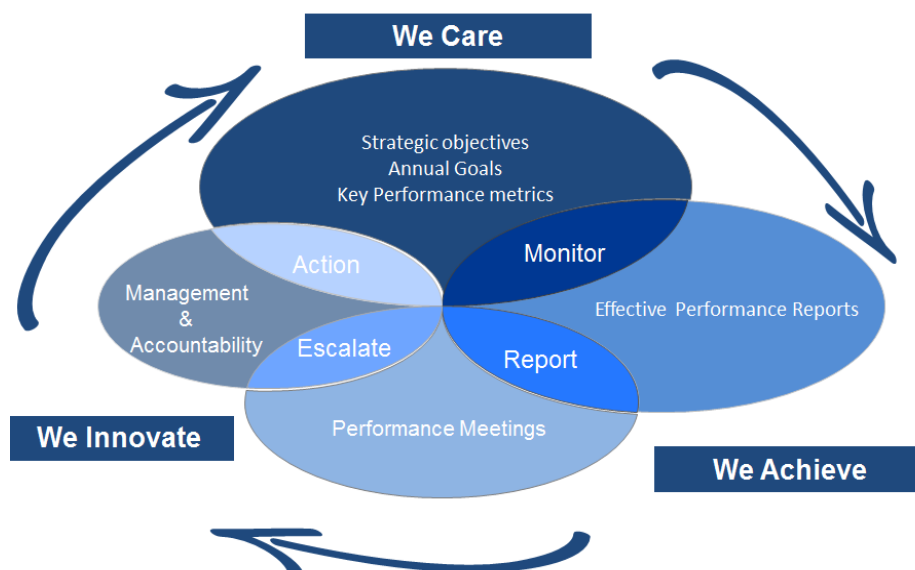 We Care
Strategic objectives
Annual Goals
Key Performance metrics
Action
Monitor
Management
&
Accountability
Effective Performance Reports
Escalate
Report
Performance Meetings
We Innovate
We Achieve